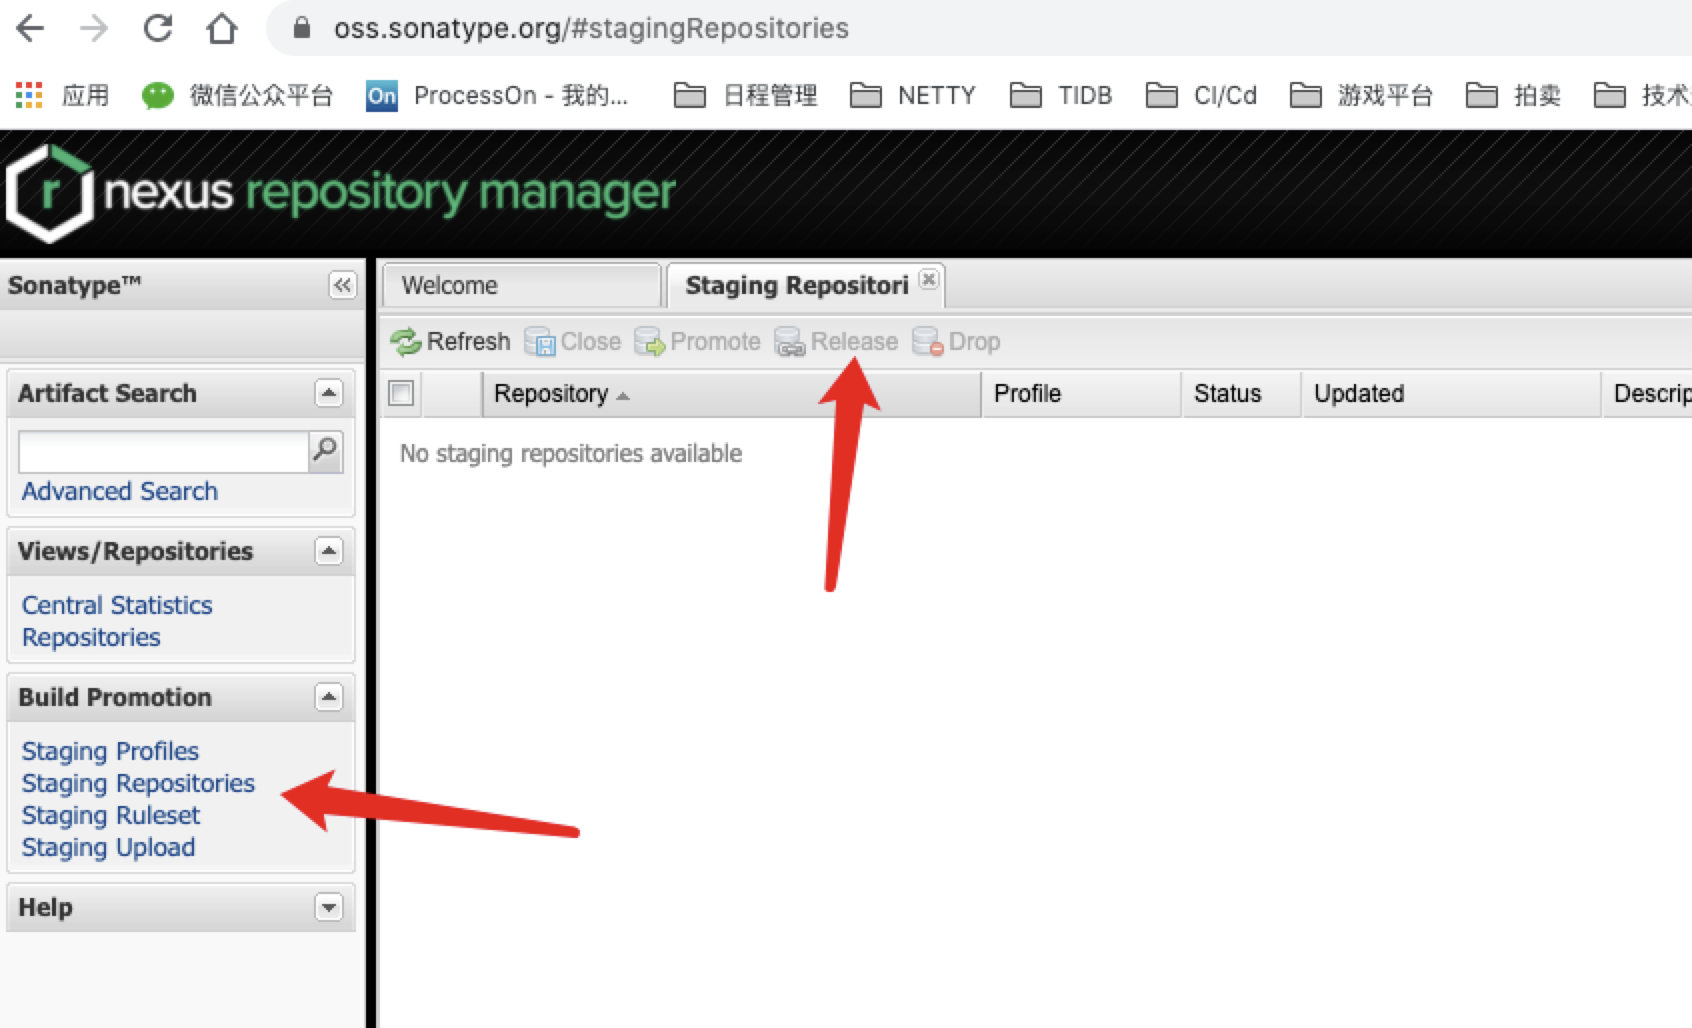 oss.sonatype.org/#stagingRepositories
应用 微信公众平台 On ProcessOn - 我的... 日程管理 NETTY TIDB CI/Cd 游戏平台 拍卖 技术
r nexus repository manager
Sonatype™
Welcome Staging Repositori
Refresh Close Promote Release Drop
Artifact Search
Repository Profile Status Updated Descrip
No staging repositories available
Advanced Search
Views/Repositories
Central Statistics
Repositories
Build Promotion
Staging Profiles
Staging Repositories
Staging Ruleset
Staging Upload
Help